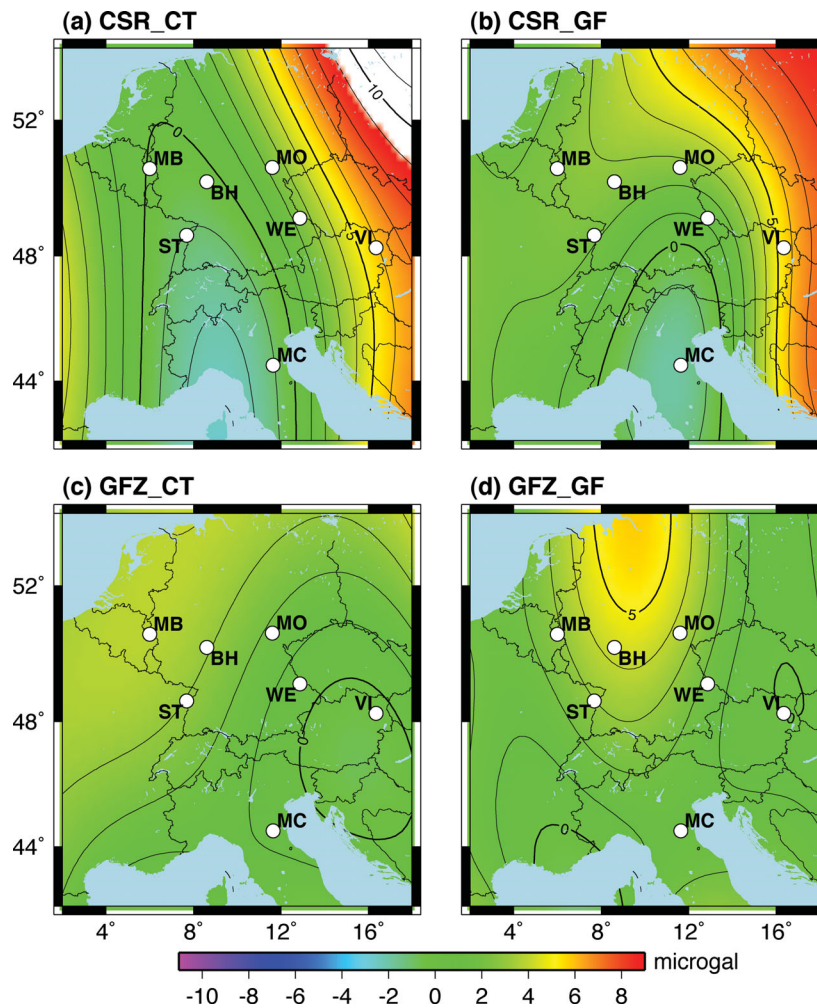 (a) CSR_CT
(b) CSR_GF
10
0
52°
MB
MO
MB
MO
BH
BH
WE
5
VI
WE
5
VI
ST
ST
0
48°
MC
MC
44°
(c) GFZ_CT
(d) GFZ_GF
52°
5
MB
MO
MB
MO
BH
BH
WE
WE
ST
VI
ST
VI
0
0
48°
MC
MC
0
44°
4° 8° 12° 16°
4° 8° 12° 16°
microgal
-10 -8 -6 -4 -2 0 2 4 6 8